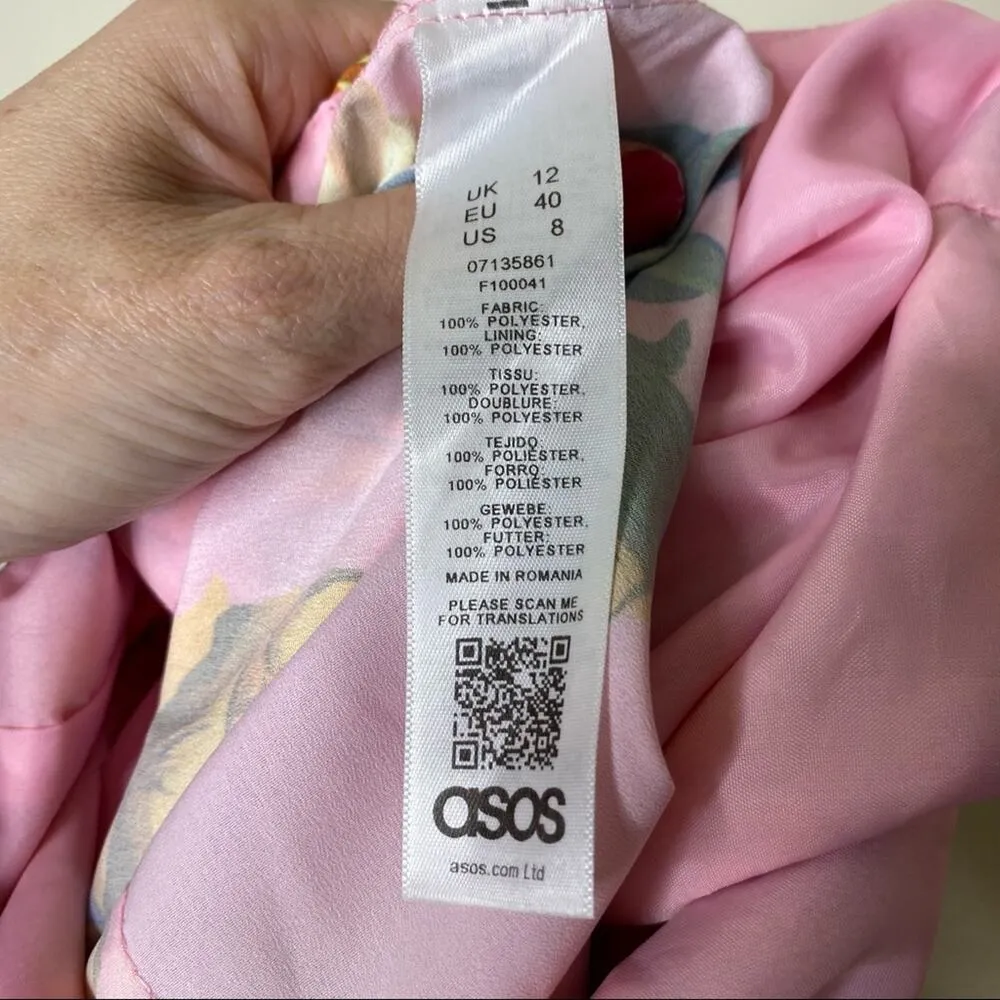 UK 12
EU 40
US 8
07135861
F100041
FABRIC:
100% POLYESTER,
LINING:
100% POLYESTER
TISSU:
100% POLYESTER,
DOUBLURE:
100% POLYESTER
TEJIDO
100% POLIÉSTER,
FORRO
100% POLIÉSTER
GEWEBE:
100% POLYESTER,
FUTTER:
100% POLYESTER
MADE IN ROMANIA
PLEASE SCAN ME
FOR TRANSLATIONS
asos
asos.com Ltd